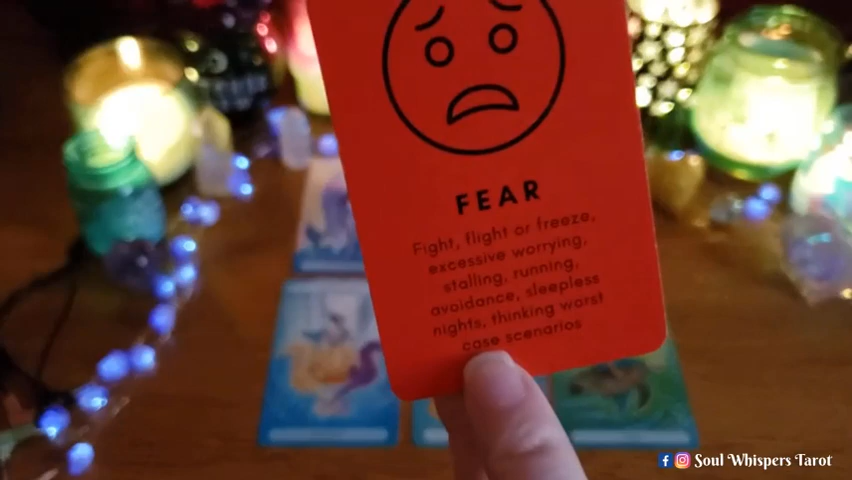 FEAR
Fight, flight or freeze,
excessive worrying,
stalling, running,
avoidance, sleepless
nights, thinking worst
case scenarios
Soul Whispers Tarot